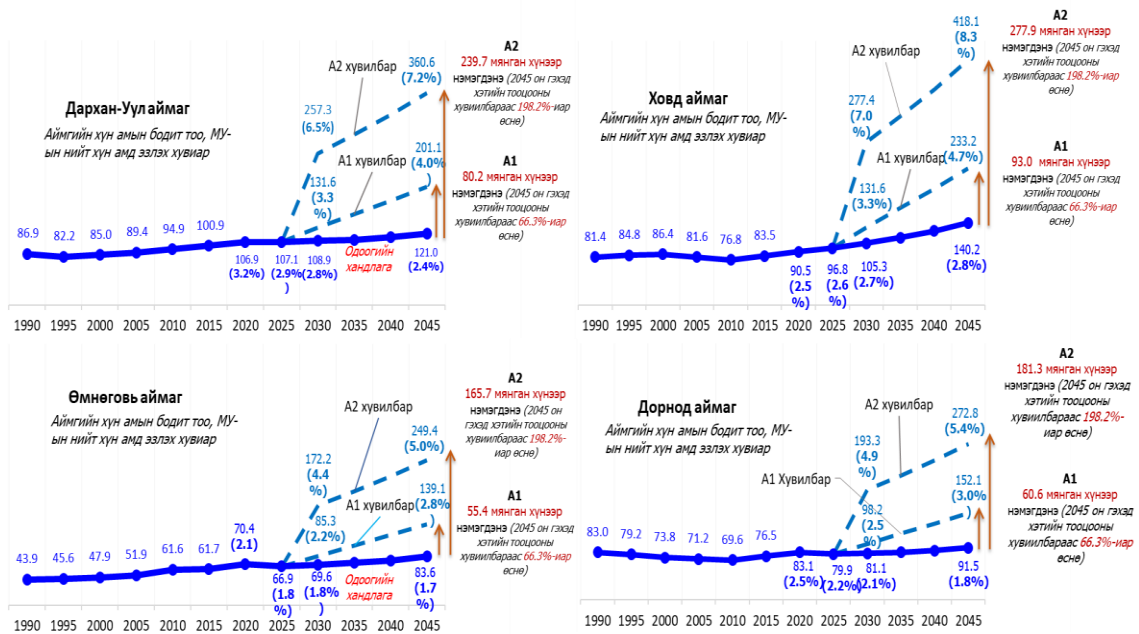 Дархан-Уул аймаг
Аймгийн хүн амын бодит тоо, МУ-
ын нийт хүн амд эзлэх хувиар
А2 хувилбар
А1 хувилбар
360.6
(7.2%)
257.3
(6.5%)
201.1
(4.0%
)
131.6
(3.3
%)
86.9 82.2 85.0 89.4 94.9 100.9
106.9
(3.2%)
107.1
(2.9%
)
108.9
(2.8%)
Одоогийн
хандлага
121.0
(2.4%)
1990 1995 2000 2005 2010 2015 2020 2025 2030 2035 2040 2045
А2
239.7 мянган хүнээр
нэмэгдэнэ (2045 он гэхэд
хэтийн тооцооны
хувиилбараас 198.2%-иар
өснө)
А1
80.2 мянган хүнээр
нэмэгдэнэ (2045 он гэхэд
хэтийн тооцооны
хувиилбараас 66.3%-иар
өснө)
Ховд аймаг
Аймгийн хүн амын бодит тоо, МУ-
ын нийт хүн амд эзлэх хувиар
А2 хувилбар
А1 хувилбар
418.1
(8.3
%)
277.4
(7.0
%)
233.2
(4.7%)
131.6
(3.3%)
81.4 84.8 86.4 81.6 76.8 83.5
90.5
(2.5
%)
96.8
(2.6
%)
105.3
(2.7%)
140.2
(2.8%)
1990 1995 2000 2005 2010 2015 2020 2025 2030 2035 2040 2045
А2
277.9 мянган хүнээр
нэмэгдэнэ (2045 он гэхэд
хэтийн тооцооны
хувиилбараас 198.2%-иар
өснө)
А1
93.0 мянган хүнээр
нэмэгдэнэ (2045 он гэхэд
хэтийн тооцооны
хувиилбараас 66.3%-иар
өснө)
Өмнөговь аймаг
Аймгийн хүн амын бодит тоо, МУ-
ын нийт хүн амд эзлэх хувиар
А2 хувилбар
А1 хувилбар
249.4
(5.0%)
172.2
(4.4
%)
139.1
(2.8%
)
85.3
(2.2%)
43.9 45.6 47.9 51.9 61.6 61.7
70.4
(2.1)
66.9
(1.8
%)
69.6
(1.8%
)
Одоогийн
хандлага
83.6
(1.7
%)
1990 1995 2000 2005 2010 2015 2020 2025 2030 2035 2040 2045
А2
165.7 мянган хүнээр
нэмэгдэнэ (2045 он
гэхэд хэтийн тооцооны
хувиилбараас 198.2%-
иар өснө)
А1
55.4 мянган хүнээр
нэмэгдэнэ (2045 он гэхэд
хэтийн тооцооны
хувиилбараас 66.3%-иар
өснө)
Дорнод аймаг
Аймгийн хүн амын бодит тоо, МУ-
ын нийт хүн амд эзлэх хувиар
А2 хувилбар
А1 Хувилбар
272.8
(5.4%)
193.3
(4.9
%)
152.1
(3.0%
)
98.2
(2.5
%)
83.0 79.2 73.8 71.2 69.6 76.5
83.1
(2.5%)
79.9
(2.2%)
81.1
(2.1%)
91.5
(1.8%)
1990 1995 2000 2005 2010 2015 2020 2025 2030 2035 2040 2045
А2
181.3 мянган хүнээр
нэмэгдэнэ (2045 он гэхэд
хэтийн тооцооны
хувиилбараас 198.2%-
иар өснө)
А1
60.6 мянган хүнээр
нэмэгдэнэ (2045 он гэхэд
хэтийн тооцооны
хувиилбараас 66.3%-иар
өснө)